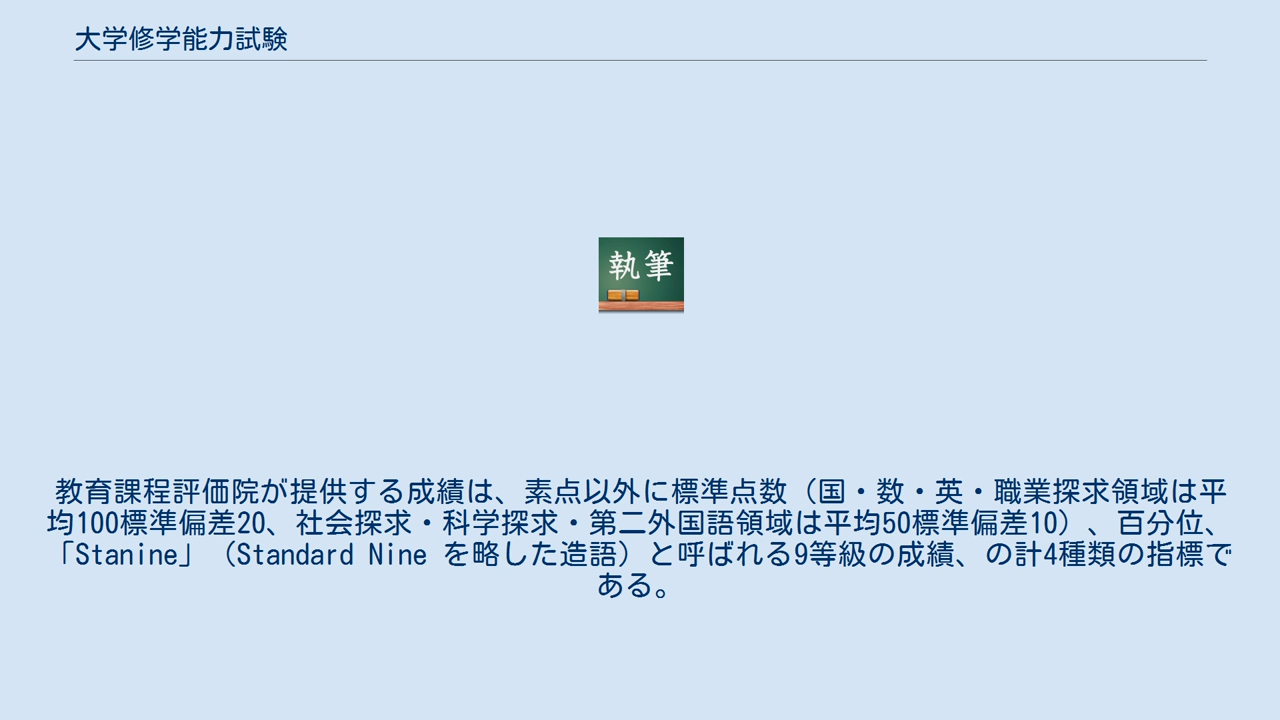 大学修学能力試験
執筆
教育課程評価院が提供する成績は、素点以外に標準点数（国・数・英・職業探求領域は平
均100標準偏差20、社会探求・科学探求・第二外国語領域は平均50標準偏差10）、百分位、
「Stanine」（Standard Nine を略した造語）と呼ばれる9等級の成績、の計4種類の指標で
ある。